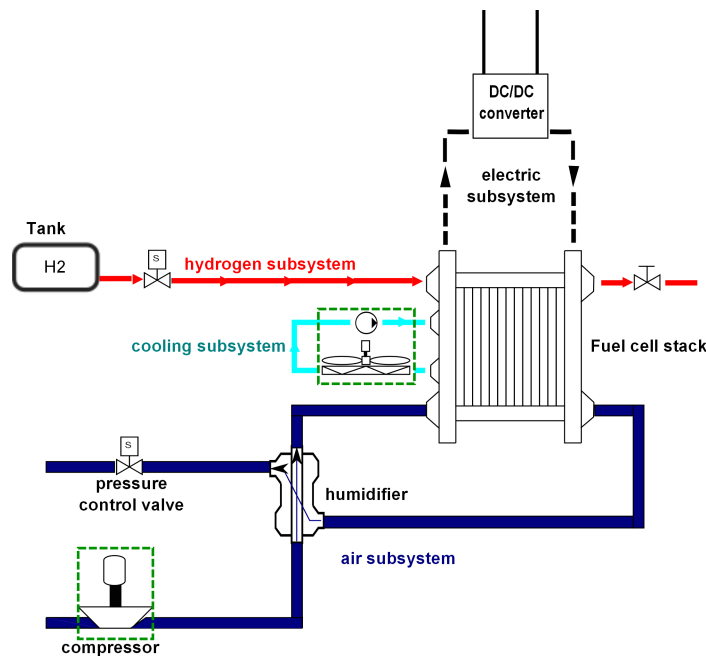 DC/DC
converter
electric
subsystem
Tank
S
H2
hydrogen subsystem
cooling subsystem
Fuel cell stack
S
pressure
control valve
humidifier
air subsystem
compressor